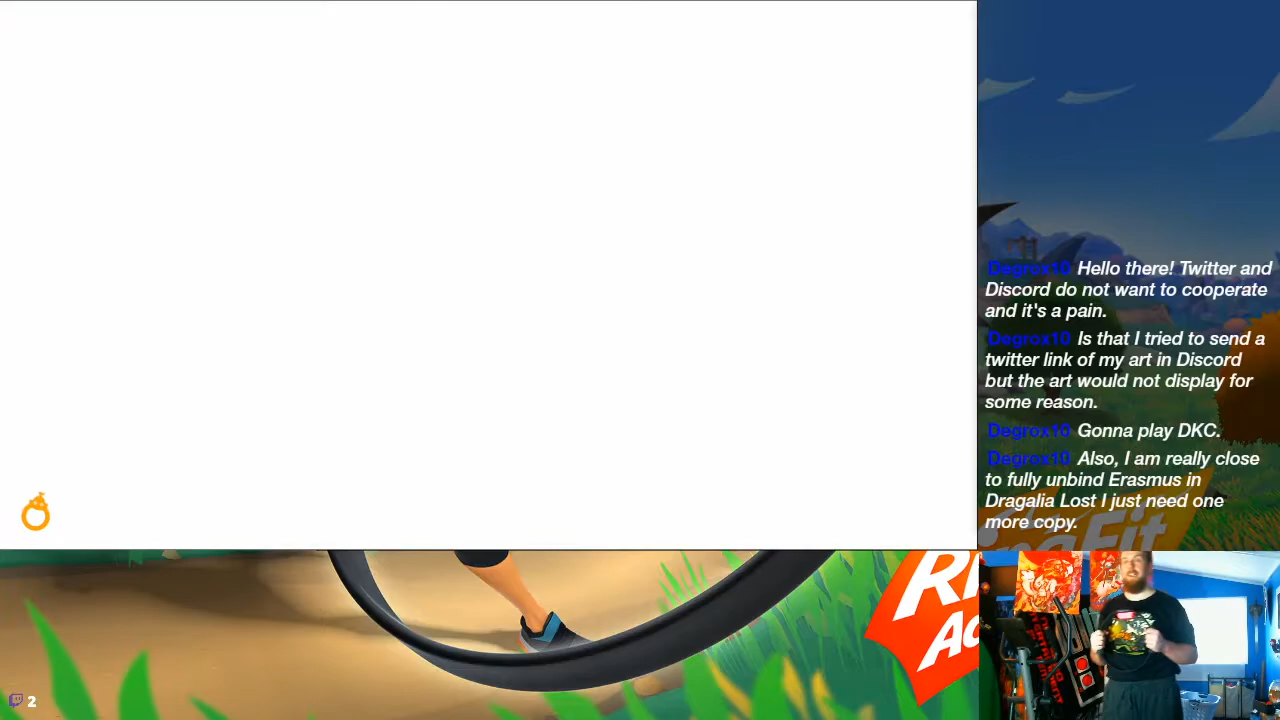 Degrox10 Hello there! Twitter and
Discord do not want to cooperate
and it's a pain.
Degrox10 Is that I tried to send a
twitter link of my art in Discord
but the art would not display for
some reason.
Degrox10 Gonna play DKC.
Degrox10 Also, I am really close
to fully unbind Erasmus in
Dragalia Lost I just need one
more copy.
2